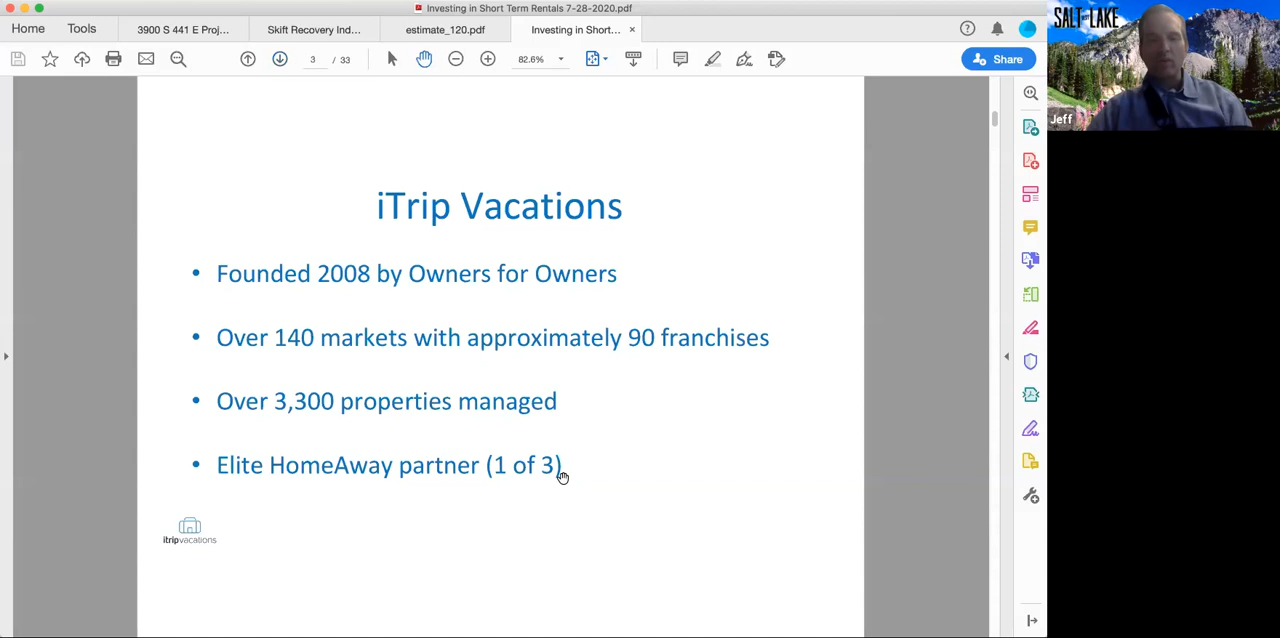 Investing in Short Term Rentals 7-28-2020.pdf
Home
Tools
3900 S 441 E Proj...
Skift Recovery Ind...
estimate_120.pdf
Investing in Short...
3 / 33
82.6%
Share
iTrip Vacations
• Founded 2008 by Owners for Owners
• Over 140 markets with approximately 90 franchises
• Over 3,300 properties managed
• Elite HomeAway partner (1 of 3)
itripvacations
SALT LAKE
Jeff